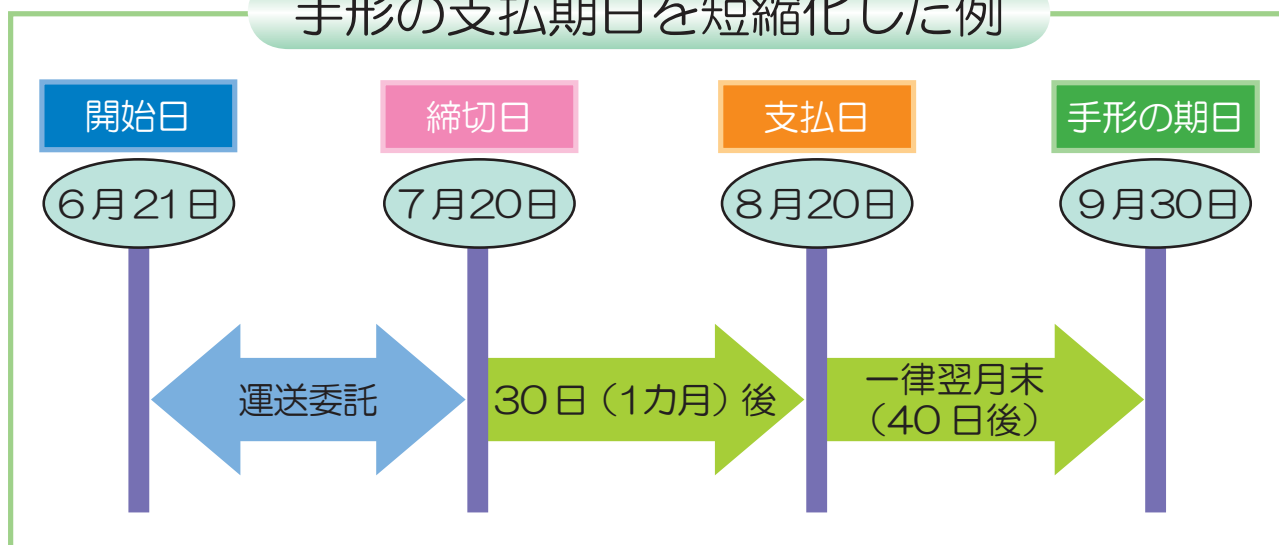 手形の支払期日を短縮化した例
開始日
締切日
支払日
手形の期日
6月21日
7月20日
8月20日
9月30日
運送委託
30日（1カ月）後
一律翌月末
（40日後）